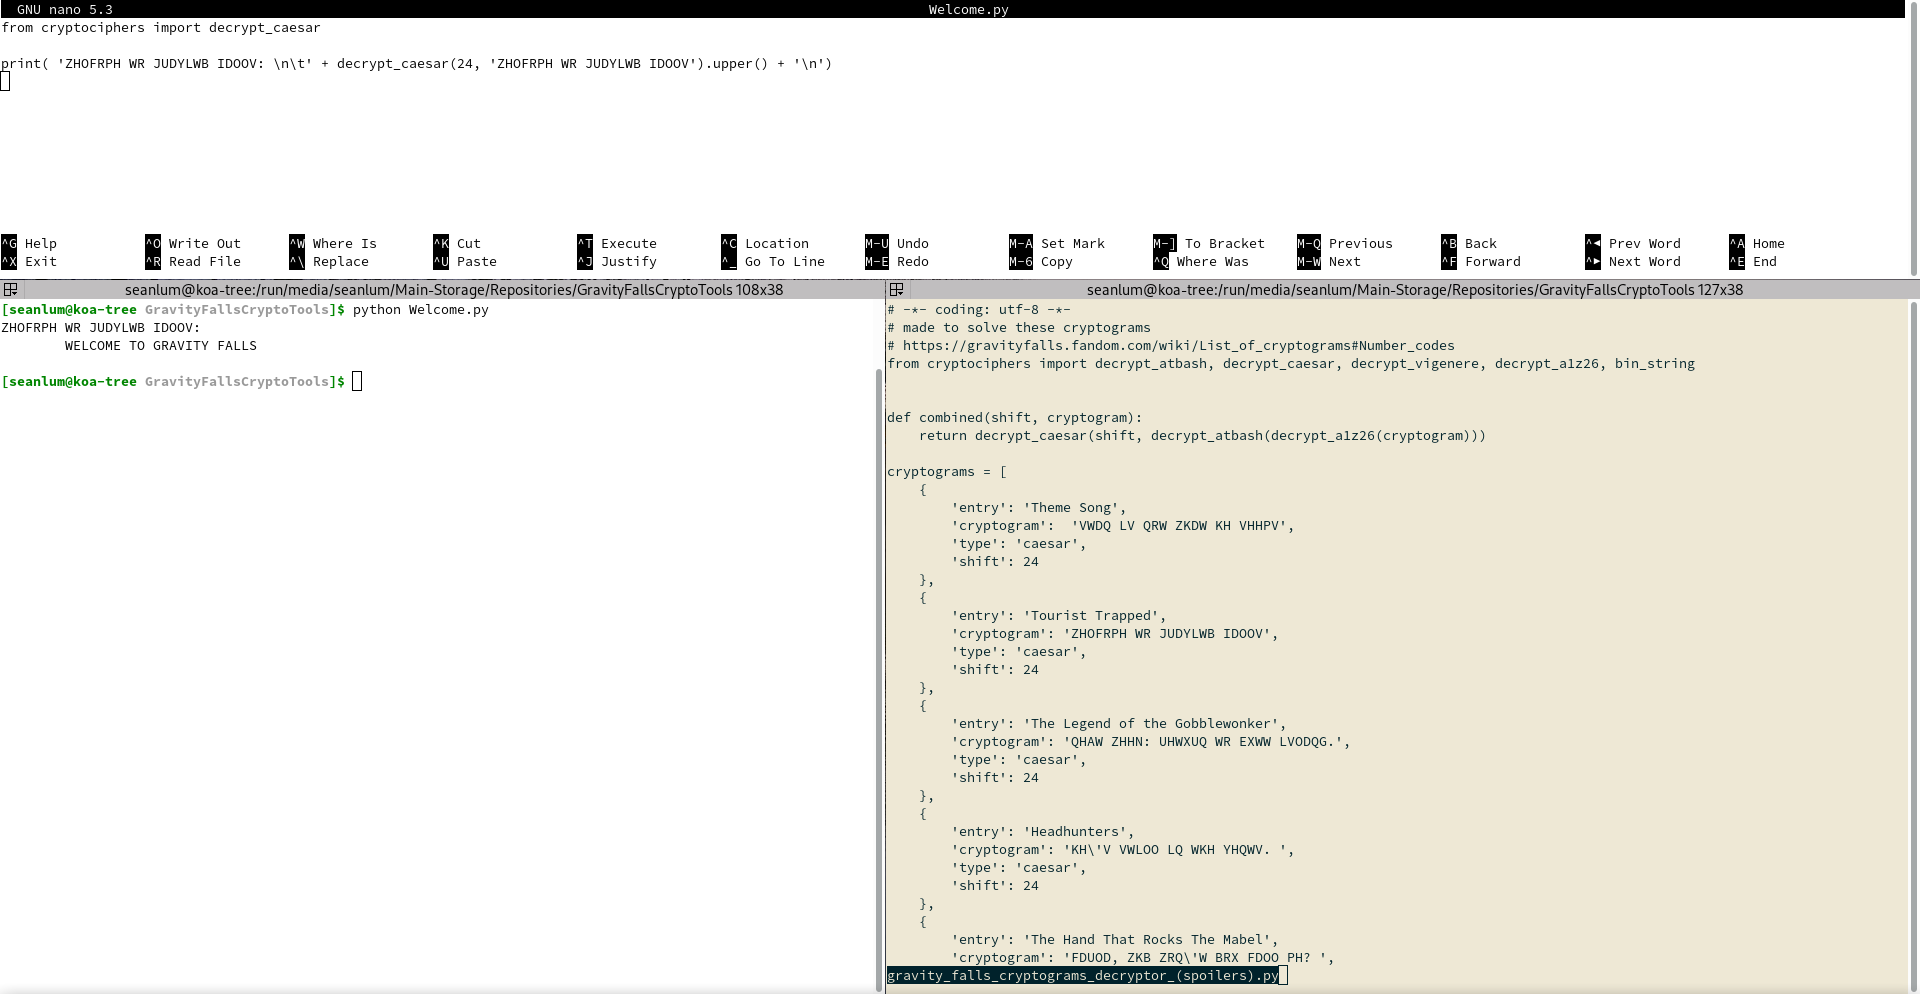 GNU nano 5.3 Welcome.py
from cryptociphers import decrypt_caesar
print( 'ZHOFRPH WR JUDYLWB IDOOV: \n\t' + decrypt_caesar(24, 'ZHOFRPH WR JUDYLWB IDOOV').upper() + '\n')
^G Help ^O Write Out ^W Where Is ^K Cut ^T Execute ^C Location M-U Undo M-A Set Mark M-] To Bracket M-Q Previous ^B Back ^◂ Prev Word ^A Home
^X Exit ^R Read File ^\ Replace ^U Paste ^J Justify ^_ Go To Line M-E Redo M-6 Copy ^Q Where Was M-W Next ^F Forward ^▸ Next Word ^E End
seanlum@koa-tree:/run/media/seanlum/Main-Storage/Repositories/GravityFallsCryptoTools 108x38
[seanlum@koa-tree GravityFallsCryptoTools]$ python Welcome.py
ZHOFRPH WR JUDYLWB IDOOV:
WELCOME TO GRAVITY FALLS
[seanlum@koa-tree GravityFallsCryptoTools]$
seanlum@koa-tree:/run/media/seanlum/Main-Storage/Repositories/GravityFallsCryptoTools 127x38
# -*- coding: utf-8 -*-
# made to solve these cryptograms
# https://gravityfalls.fandom.com/wiki/List_of_cryptograms#Number_codes
from cryptociphers import decrypt_atbash, decrypt_caesar, decrypt_vigenere, decrypt_a1z26, bin_string
def combined(shift, cryptogram):
    return decrypt_caesar(shift, decrypt_atbash(decrypt_a1z26(cryptogram)))
cryptograms = [
    {
        'entry': 'Theme Song',
        'cryptogram':  'VWDQ LV QRW ZKDW KH VHHPV',
        'type': 'caesar',
        'shift': 24
    },
    {
        'entry': 'Tourist Trapped',
        'cryptogram': 'ZHOFRPH WR JUDYLWB IDOOV',
        'type': 'caesar',
        'shift': 24
    },
    {
        'entry': 'The Legend of the Gobblewonker',
        'cryptogram': 'QHAW ZHHN: UHWXUQ WR EXWW LVODQG.',
        'type': 'caesar',
        'shift': 24
    },
    {
        'entry': 'Headhunters',
        'cryptogram': 'KH\'V VWLOO LQ WKH YHQWV. ',
        'type': 'caesar',
        'shift': 24
    },
    {
        'entry': 'The Hand That Rocks The Mabel',
        'cryptogram': 'FDUOD, ZKB ZRQ\'W BRX FDOO PH? ',
gravity_falls_cryptograms_decryptor_(spoilers).py